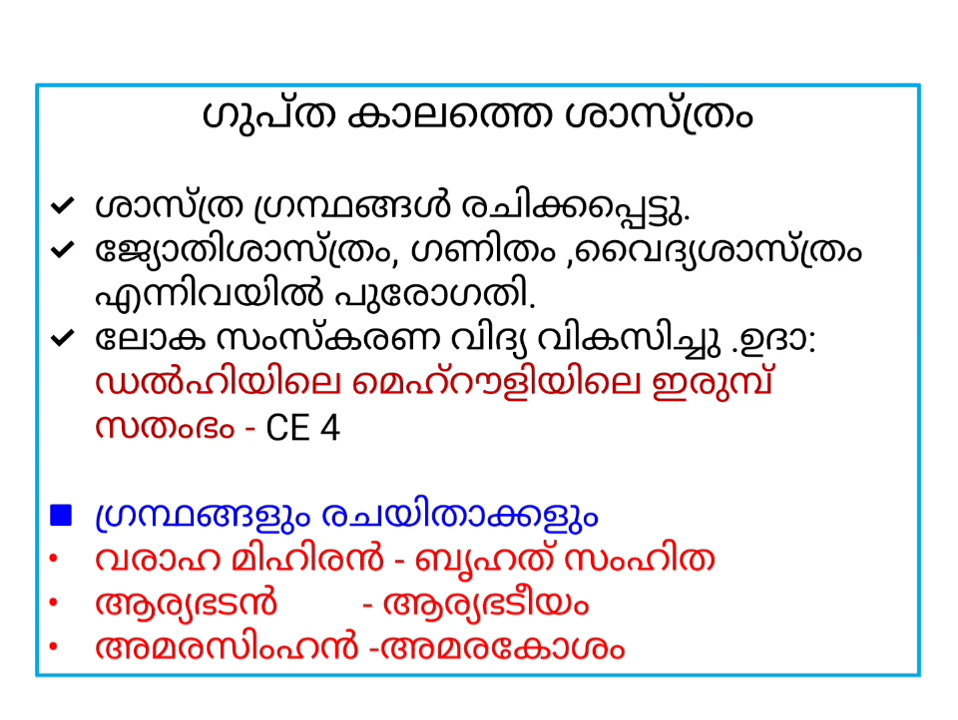 ഗുപ്ത കാലത്തെ ശാസ്ത്രം
✓ ശാസ്ത്ര ഗ്രന്ഥങ്ങൾ രചിക്കപ്പെട്ടു.
✓ ജ്യോതിശാസ്ത്രം, ഗണിതം ,വൈദ്യശാസ്ത്രം
എന്നിവയിൽ പുരോഗതി.
✓ ലോക സംസ്കരണ വിദ്യ വികസിച്ചു .ഉദാ:
ഡൽഹിയിലെ മെഹ്റൗളിയിലെ ഇരുമ്പ്
സതംഭം - CE 4
■ ഗ്രന്ഥങ്ങളും രചയിതാക്കളും
• വരാഹ മിഹിരൻ - ബൃഹത് സംഹിത
• ആര്യഭടൻ - ആര്യഭടീയം
• അമരസിംഹൻ -അമരകോശം